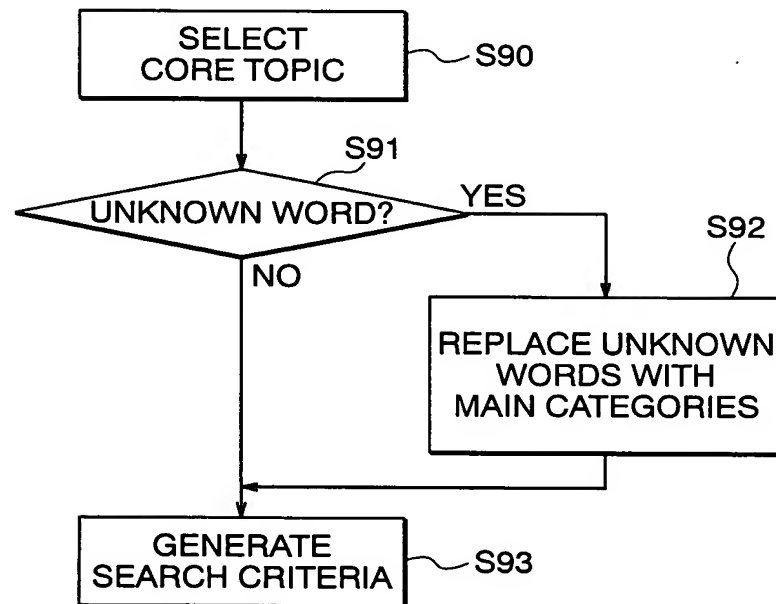 SELECT
CORE TOPIC
S90
S91
UNKNOWN WORD?
YES
NO
S92
REPLACE UNKNOWN
WORDS WITH
MAIN CATEGORIES
GENERATE
SEARCH CRITERIA
S93